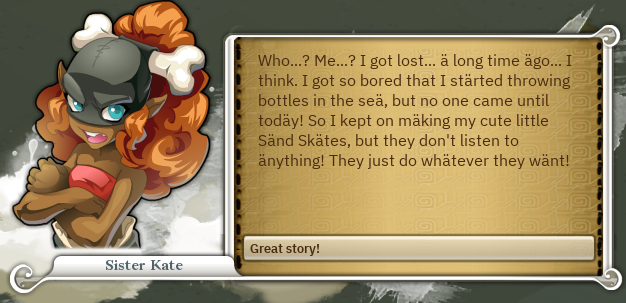 Who...? Me...? I got lost... ä long time ägo... I
think. I got so bored that I stärted throwing
bottles in the seä, but no one came until
todäy! So I kept on mäking my cute little
Sänd Skätes, but they don't listen to
änything! They just do whätever they wänt!
Great story!
Sister Kate